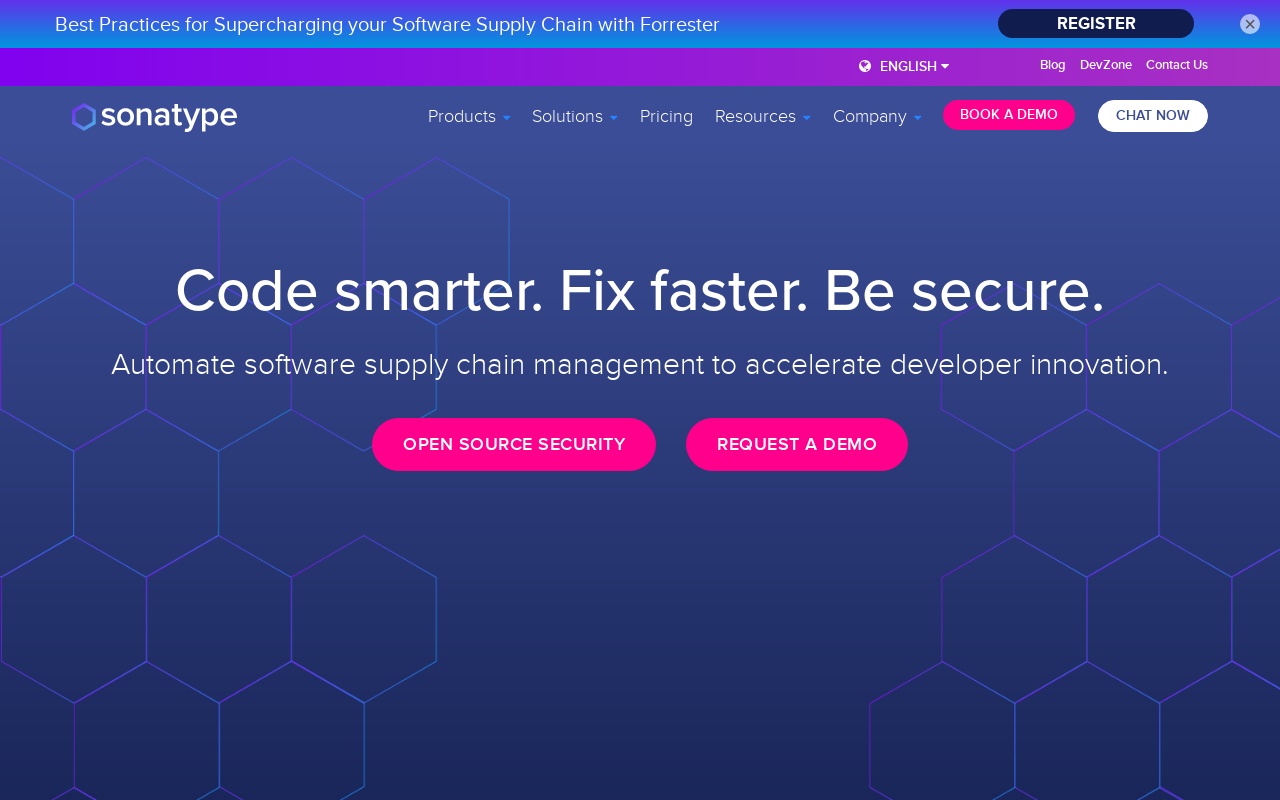 Best Practices for Supercharging your Software Supply Chain with Forrester
REGISTER
ENGLISH
Blog
DevZone
Contact Us
sonatype
Products
Solutions
Pricing
Resources
Company
BOOK A DEMO
CHAT NOW
Code smarter. Fix faster. Be secure.
Automate software supply chain management to accelerate developer innovation.
OPEN SOURCE SECURITY
REQUEST A DEMO